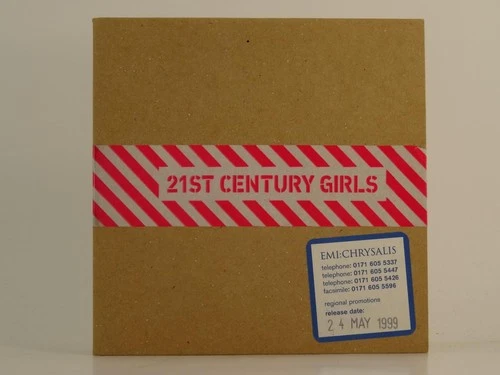 21ST CENTURY GIRLS
EMI:CHRYSALIS
telephone: 0171 605 5337
telephone: 0171 605 5447
telephone: 0171 605 5426
facsimile: 0171 605 5596
regional promotions
release date:
24 MAY 1999